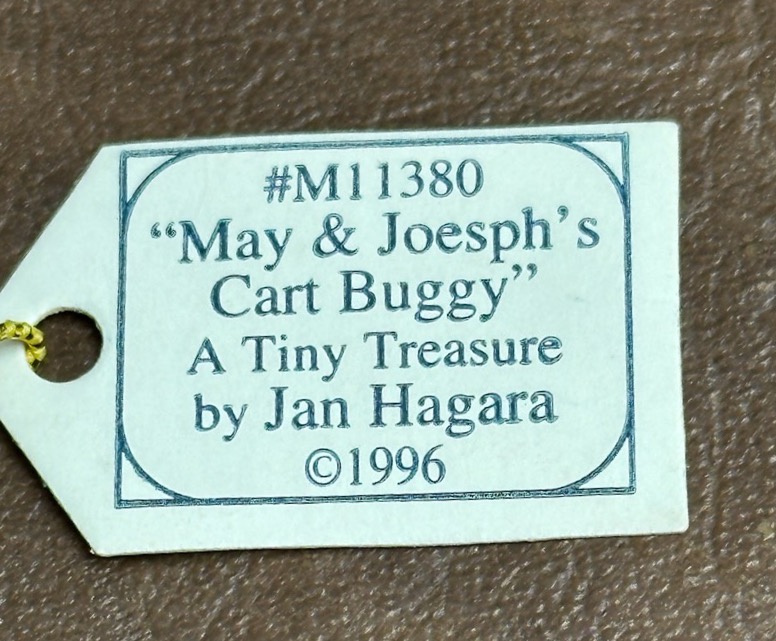 #M11380
“May & Joesph’s
Cart Buggy”
A Tiny Treasure
by Jan Hagara
©1996